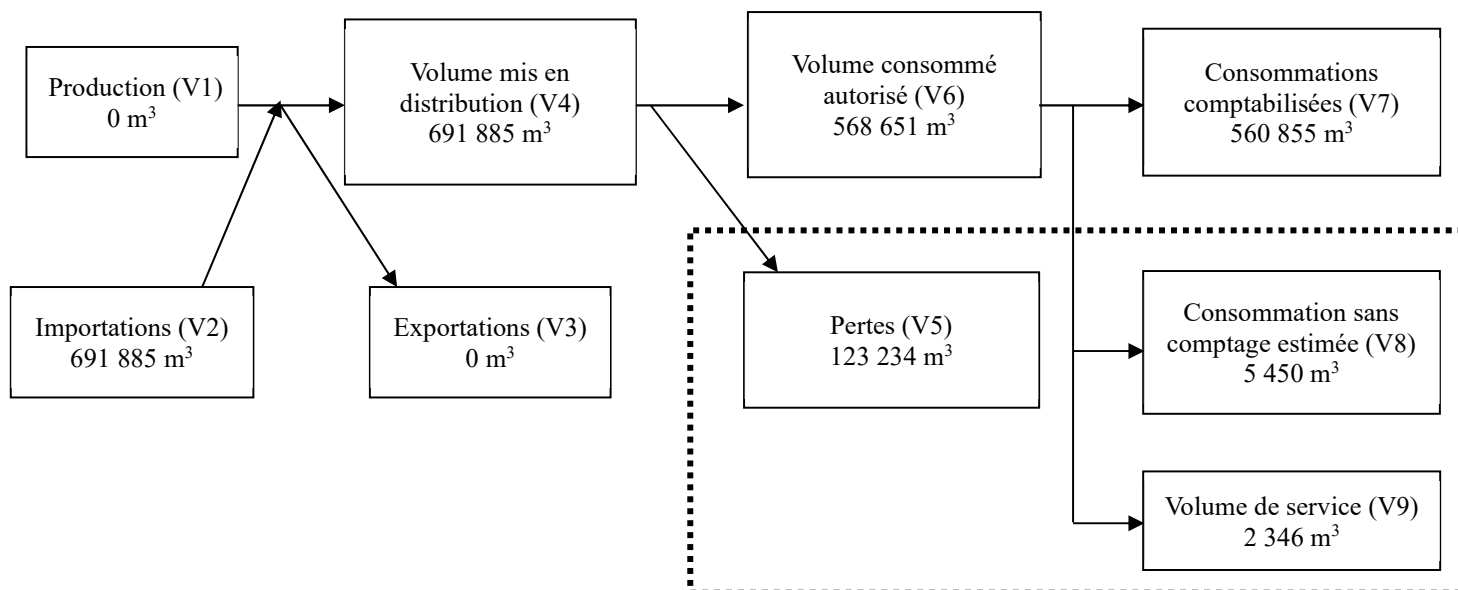 Production (V1)
0 m³
Volume mis en
distribution (V4)
691 885 m³
Volume consommé
autorisé (V6)
568 651 m³
Consommations
comptabilisées (V7)
560 855 m³
Importations (V2)
691 885 m³
Exportations (V3)
0 m³
Pertes (V5)
123 234 m³
Consommation sans
comptage estimée (V8)
5 450 m³
Volume de service (V9)
2 346 m³